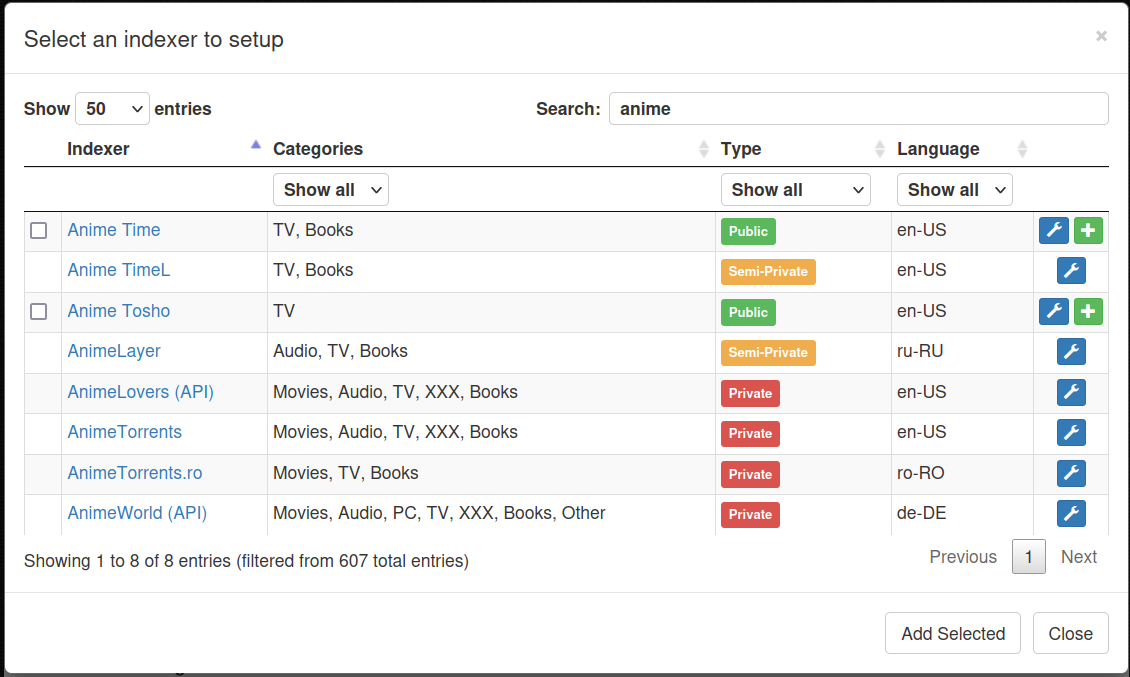 Select an indexer to setup ×
Show 50 entries Search: anime
Indexer Categories Type Language
Show all Show all Show all
Anime Time TV, Books Public en-US
Anime TimeL TV, Books Semi-Private en-US
Anime Tosho TV Public en-US
AnimeLayer Audio, TV, Books Semi-Private ru-RU
AnimeLovers (API) Movies, Audio, TV, XXX, Books Private en-US
AnimeTorrents Movies, Audio, TV, XXX, Books Private en-US
AnimeTorrents.ro Movies, TV, Books Private ro-RO
AnimeWorld (API) Movies, Audio, PC, TV, XXX, Books, Other Private de-DE
Showing 1 to 8 of 8 entries (filtered from 607 total entries) Previous 1 Next
Add Selected Close